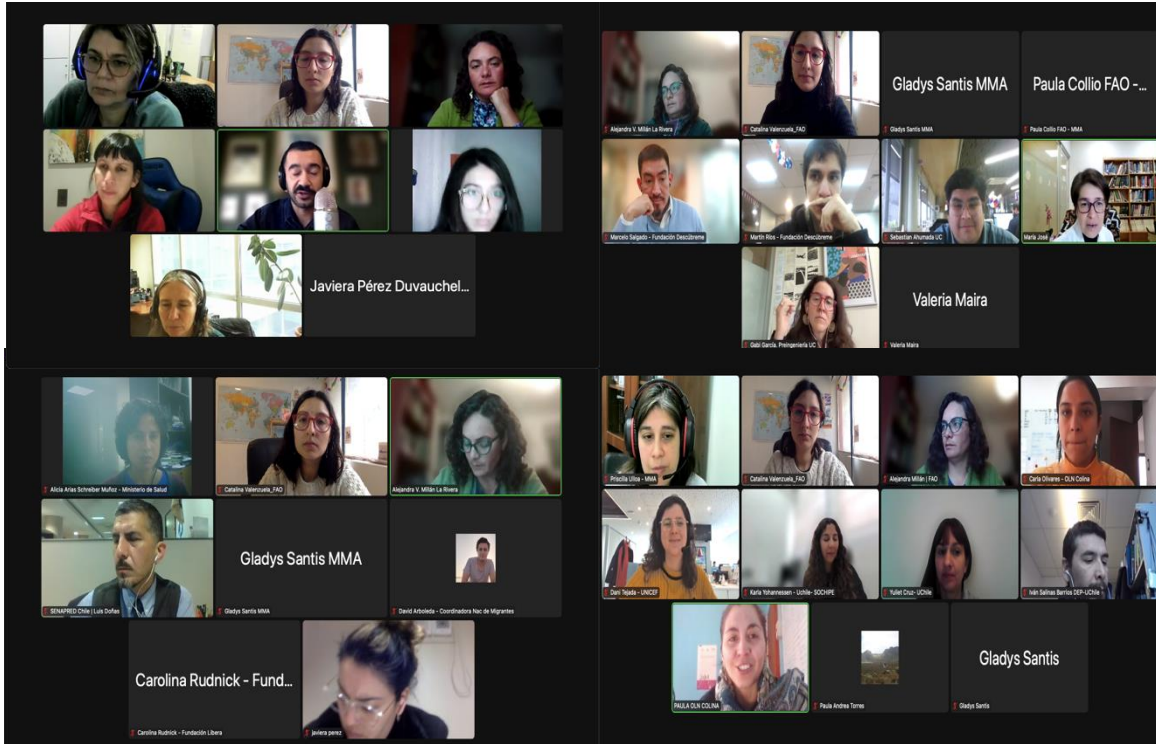 Javiera Pérez Duvauchel...
Gladys Santis MMA
Paula Collio FAO -...
Alejandra V. Millán La Rivera
Catalina Valenzuela_FAO
Gladys Santis MMA
Paula Collio FAO - MMA
Marcelo Salgado - Fundación Descúbreme
Martín Ríos - Fundación Descúbreme
Sebastian Ahumada UC
María José
Valeria Maira
Gabi García. Preingeniería UC
Valeria Maira
Alicia Arias Schreiber Muñoz - Ministerio de Salud
Catalina Valenzuela_FAO
Alejandra V. Millán La Rivera
Gladys Santis MMA
SENAPRED Chile | Luis Doñas
Gladys Santis MMA
David Arboleda - Coordinadora Nac de Migrantes
Carolina Rudnick - Fund...
Carolina Rudnick - Fundación Libera
javiera perez
Priscilla Ulloa - MMA
Catalina Valenzuela_FAO
Alejandra Millán | FAO
Carla Olivares - OLN Colina
Dani Tejada - UNICEF
Karla Yohannessen - Uchile- SOCHIPE
Yuliet Cruz- UChile
Iván Salinas Barrios DEP-UChile
Gladys Santis
PAULA OLN COLINA
Paula Andrea Torres
Gladys Santis